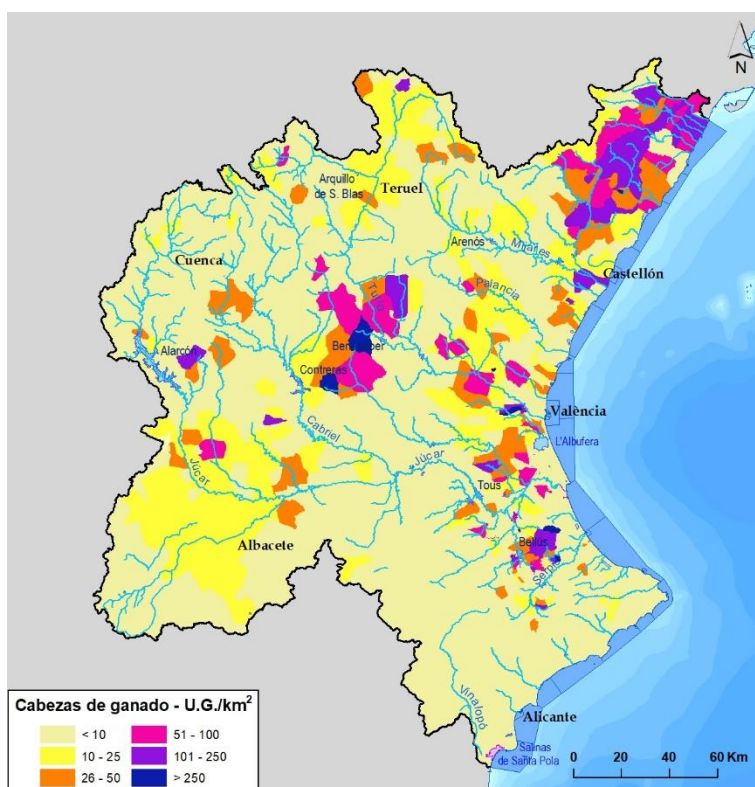 N
Arquillo
de S. Blas
Teruel
Arenós
Mijares
Cuenca
Castellón
Palancia
Turia
Alarcón
Contreras
València
L'Albufera
Cabriel
Júcar
Júcar
Tous
Albacete
Bellús
Serpis
Vinalopó
Alicante
Salinas
de Santa Pola
Cabezas de ganado - U.G./km²
< 10
51 - 100
10 - 25
101 - 250
26 - 50
> 250
0 20 40 60 Km